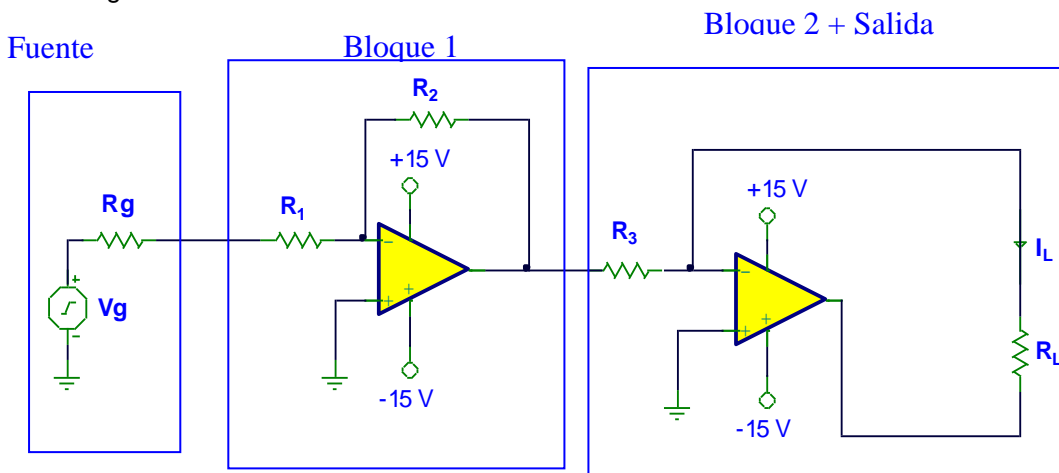 Fuente
Bloque 1
Bloque 2 + Salida
R2
+15 V
Rg
R1
Vg
-15 V
+15 V
R3
IL
RL
-15 V